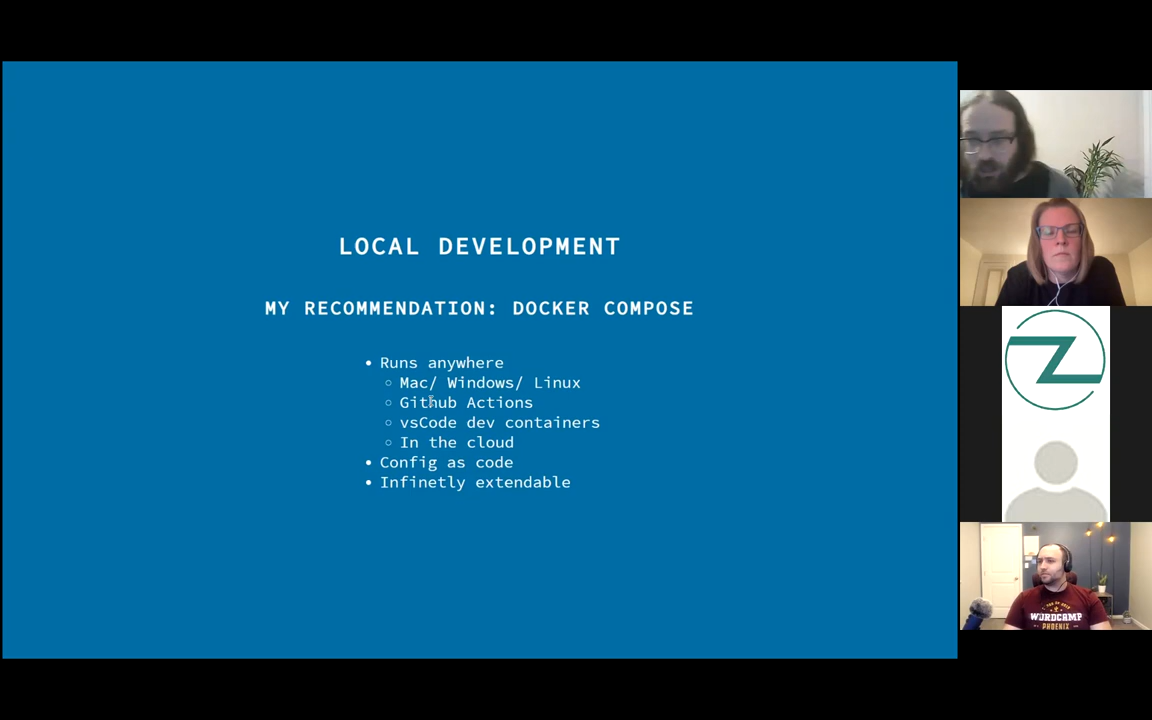 LOCAL DEVELOPMENT
MY RECOMMENDATION: DOCKER COMPOSE
• Runs anywhere
○ Mac/ Windows/ Linux
○ Github Actions
○ vsCode dev containers
○ In the cloud
• Config as code
• Infinetly extendable
WORDCAMP
PHOENIX